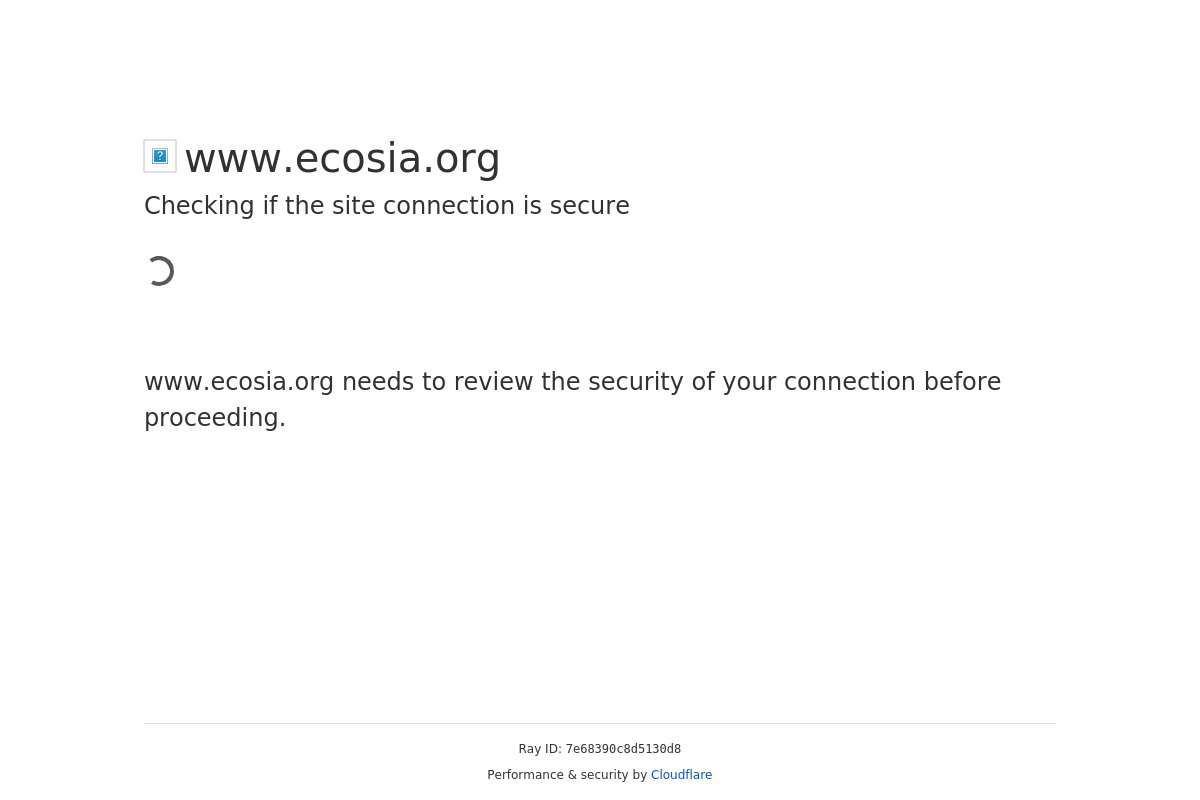 www.ecosia.org
Checking if the site connection is secure
www.ecosia.org needs to review the security of your connection before
proceeding.
Ray ID: 7e68390c8d5130d8
Performance & security by Cloudflare